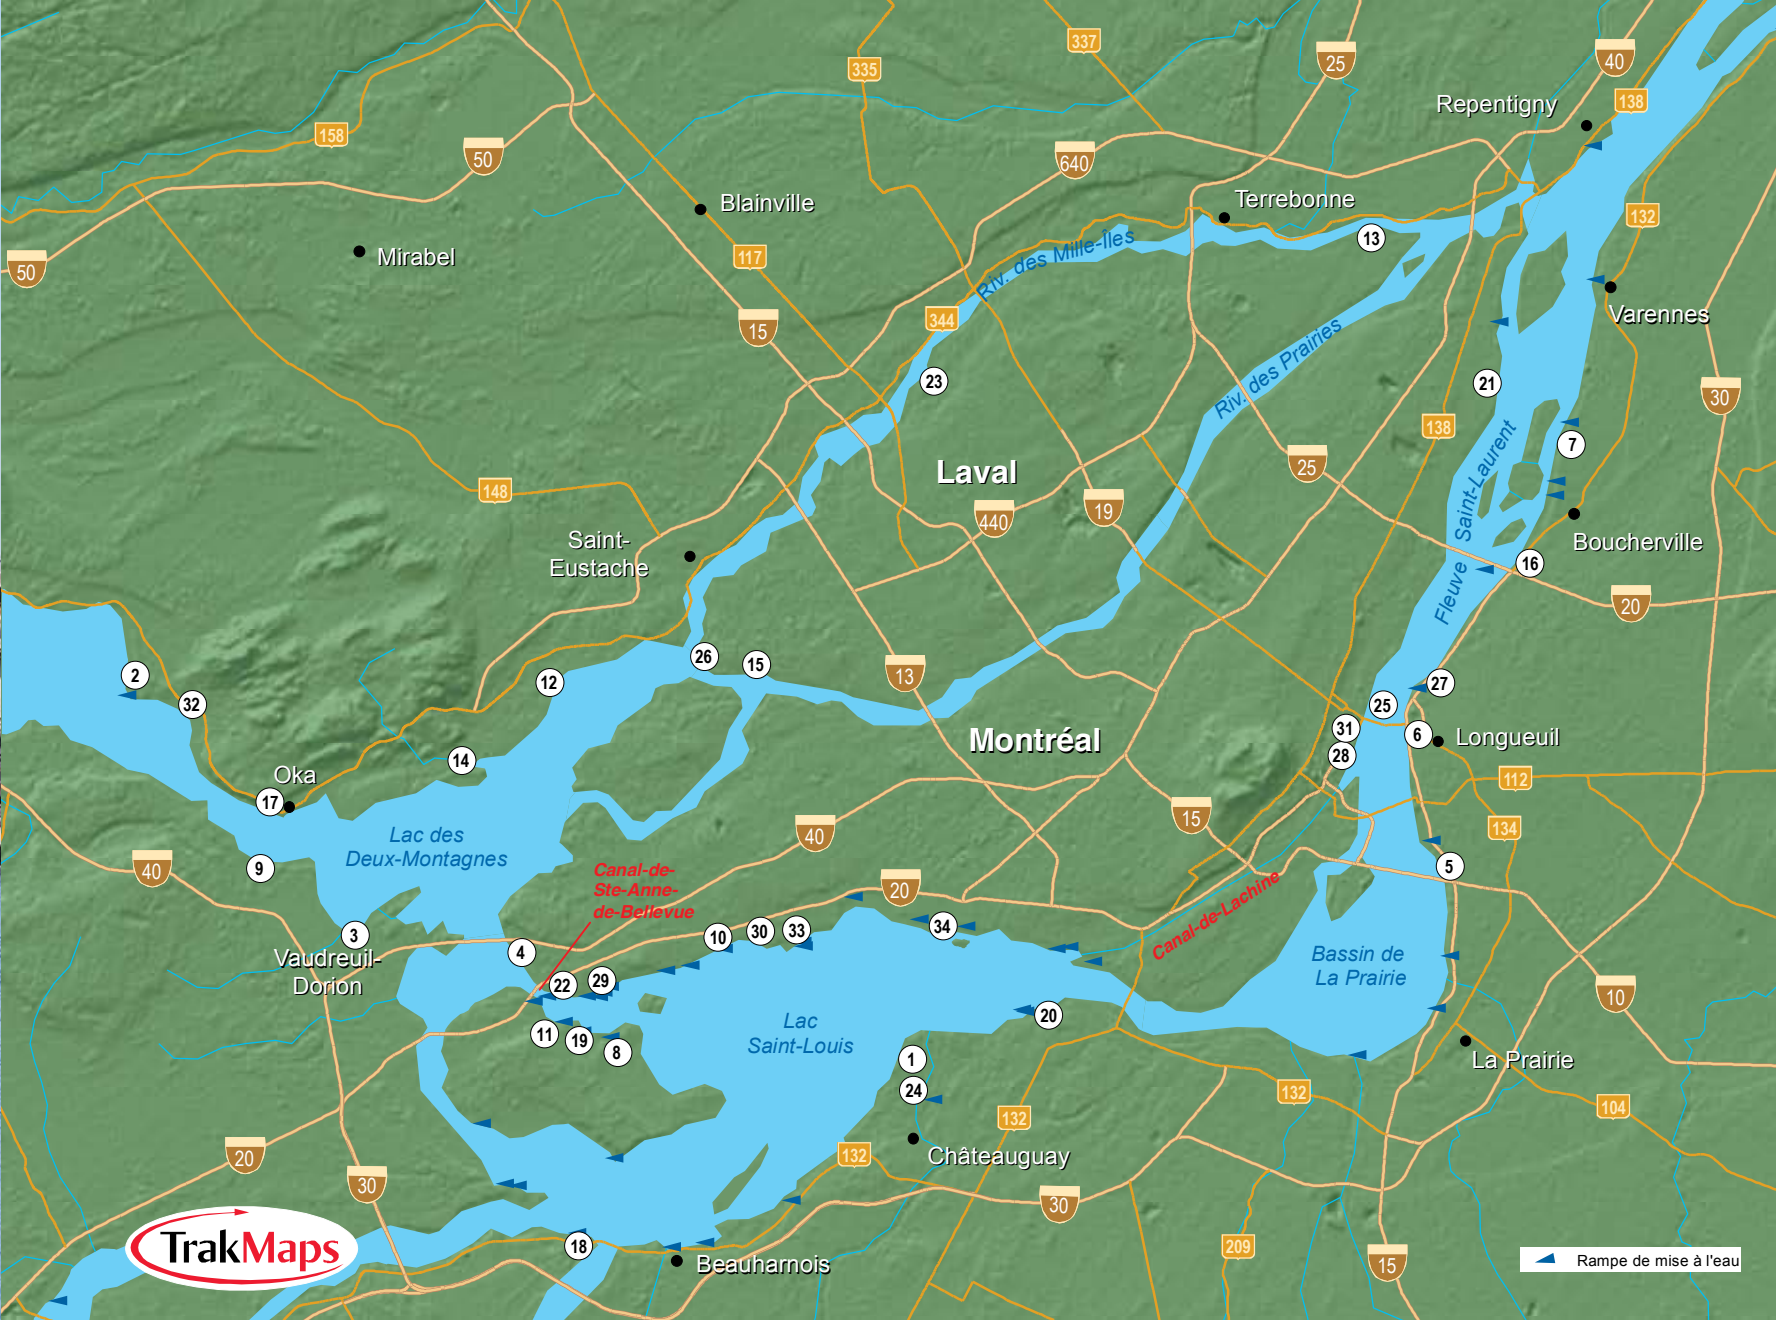 337
335
25
40
138
Repentigny
158
50
640
Blainville
Terrebonne
132
13
Mirabel
50
117
Riv. des Mille-Îles
344
15
Varennes
Riv. des Prairies
23
21
30
138
7
Laval
25
148
440
19
Fleuve Saint-Laurent
Saint-
Eustache
Boucherville
16
20
26
15
13
2
12
27
32
25
31
6
Longueuil
Montréal
28
14
Oka
17
112
15
134
40
Lac des
Deux-Montagnes
9
40
5
Canal-de-
Ste-Anne-
de-Bellevue
20
Canal-de-Lachine
3
10
30
33
34
4
Vaudreuil-
Dorion
Bassin de
La Prairie
22
29
10
20
Lac
Saint-Louis
11
19
8
1
24
La Prairie
132
132
104
Châteauguay
20
132
30
30
18
209
15
TrakMaps
Beauharnois
Rampe de mise à l'eau